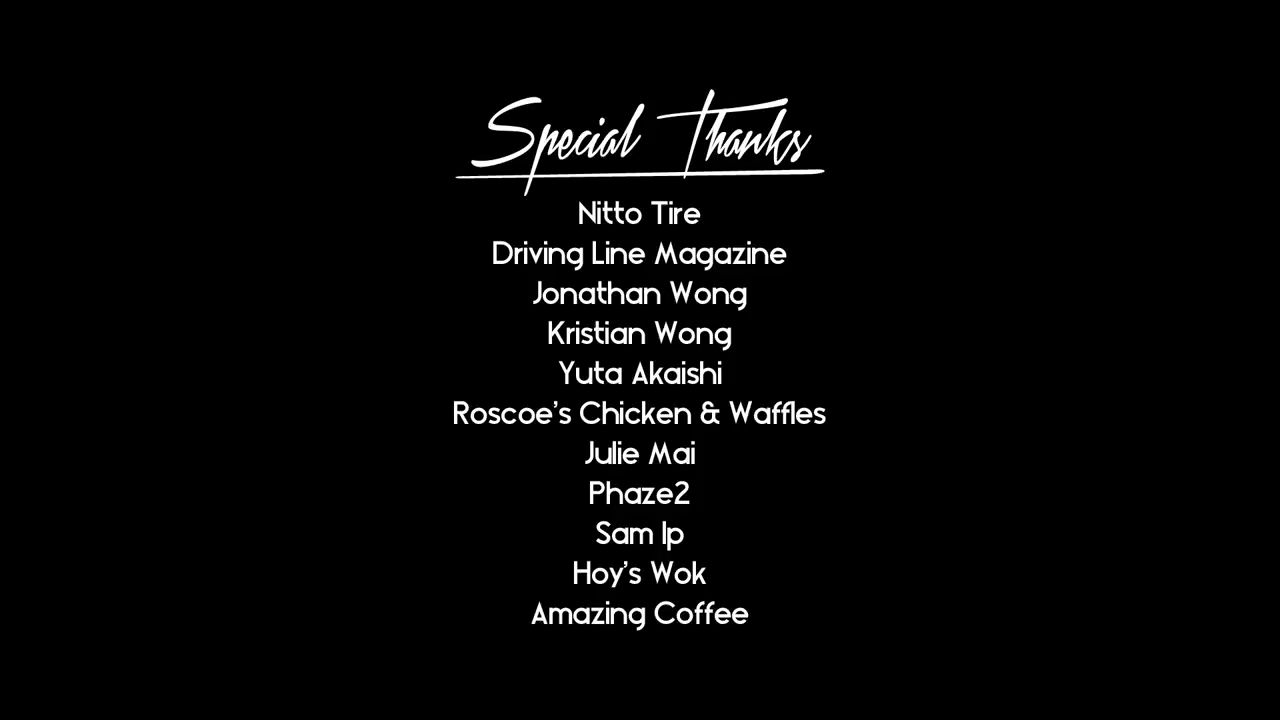 Special Thanks
Nitto Tire
Driving Line Magazine
Jonathan Wong
Kristian Wong
Yuta Akaishi
Roscoe's Chicken & Waffles
Julie Mai
Phaze2
Sam Ip
Hoy's Wok
Amazing Coffee